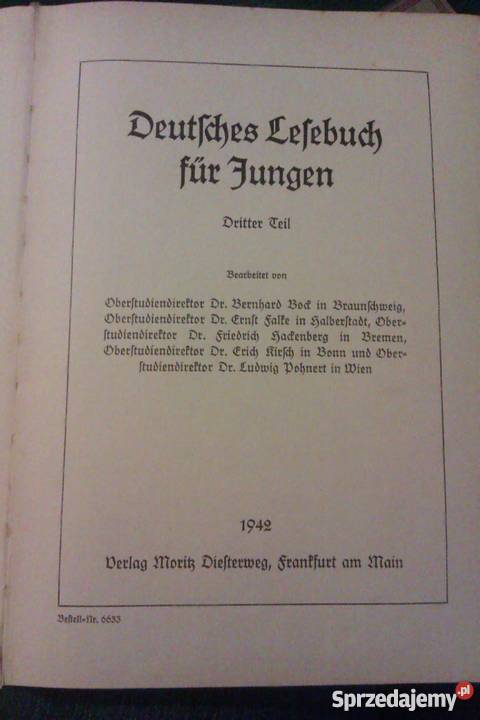 Deutsches Lesebuch
für Jungen
Dritter Teil
Bearbeitet von
Oberstudiendirektor Dr. Bernhard Bock in Braunschweig,
Oberstudiendirektor Dr. Ernst Falke in Halberstadt, Ober-
studiendirektor Dr. Friedrich Hackenberg in Bremen,
Oberstudiendirektor Dr. Erich Kirsch in Bonn und Ober-
studiendirektor Dr. Ludwig Pohnert in Wien
1942
Verlag Moritz Diesterweg, Frankfurt am Main
Bestell-Nr. 6633
Sprzedajemy.pl